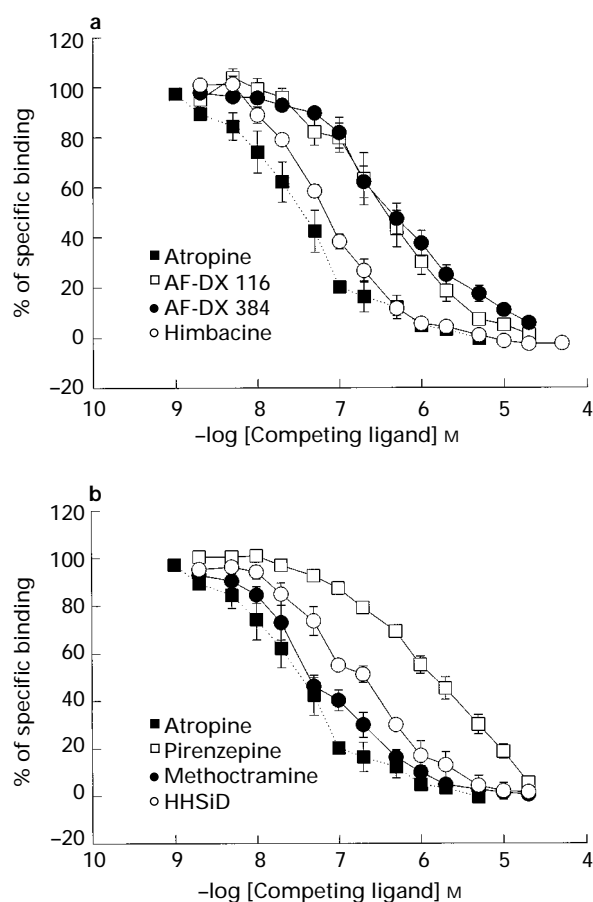 a
120
100
80
60
40
20
0
–20
% of specific binding
Atropine
AF-DX 116
AF-DX 384
Himbacine
10 9 8 7 6 5 4
–log [Competing ligand] M
b
120
100
80
60
40
20
0
–20
% of specific binding
Atropine
Pirenzepine
Methoctramine
HHSiD
10 9 8 7 6 5 4
–log [Competing ligand] M